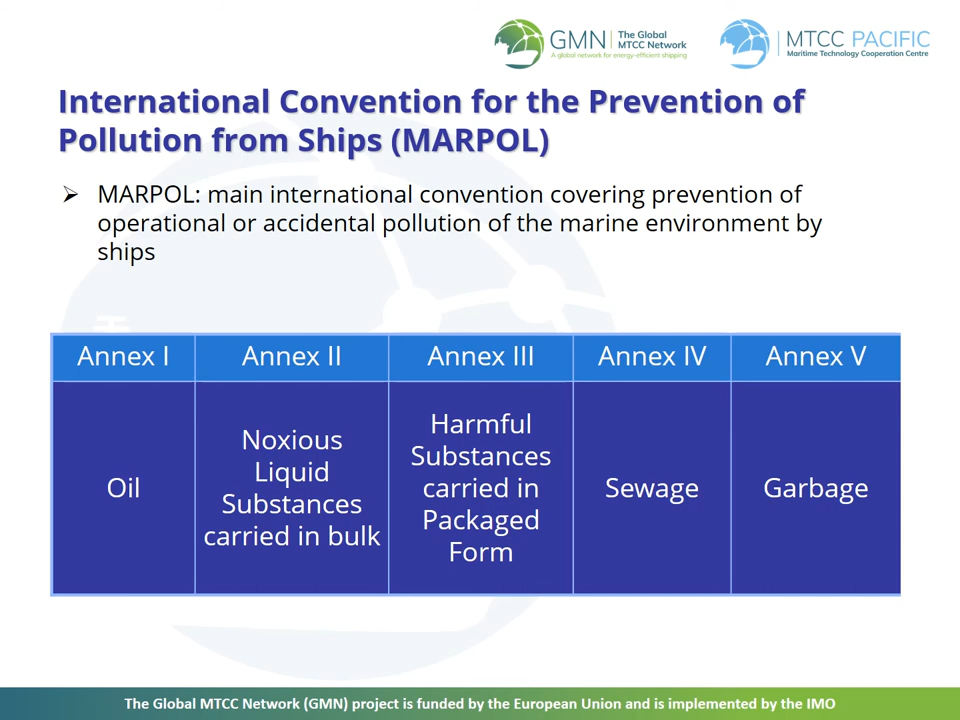 GMN
The Global
MTCC Network
A global network for energy-efficient shipping
MTCC PACIFIC
Maritime Technology Cooperation Centre
International Convention for the Prevention of
Pollution from Ships (MARPOL)
MARPOL: main international convention covering prevention of
operational or accidental pollution of the marine environment by
ships
Annex I
Annex II
Annex III
Annex IV
Annex V
Oil
Noxious
Liquid
Substances
carried in bulk
Harmful
Substances
carried in
Packaged
Form
Sewage
Garbage
The Global MTCC Network (GMN) project is funded by the European Union and is implemented by the IMO